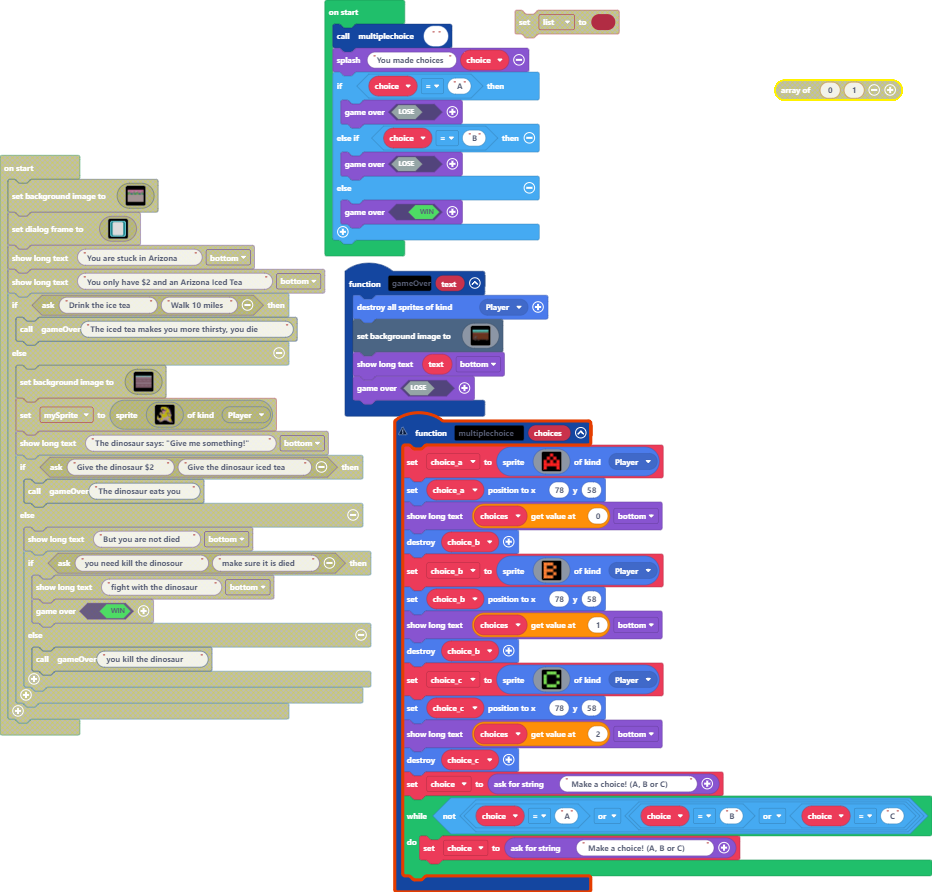 on start
set background image to
set dialog frame to
show long text "You are stuck in Arizona" bottom
show long text "You only have $2 and an Arizona Iced Tea" bottom
if ask "Drink the ice tea" "Walk 10 miles" then
call gameOver "The iced tea makes you more thirsty, you die"
else
set background image to
set mySprite to sprite of kind Player
show long text "The dinosaur says: "Give me something!"" bottom
if ask "Give the dinosaur $2" "Give the dinosaur iced tea" then
call gameOver "The dinosaur eats you"
else
show long text "But you are not died" bottom
if ask "you need kill the dinosour" "make sure it is died" then
show long text "fight with the dinosaur" bottom
game over WIN
else
call gameOver "you kill the dinosaur"
on start
call multiplechoice " "
splash "You made choices" choice
if choice = "A" then
game over LOSE
else if choice = "B" then
game over LOSE
else
game over WIN
function gameOver text
destroy all sprites of kind Player
set background image to
show long text text bottom
game over LOSE
function multiplechoice choices
set choice_a to sprite A of kind Player
set choice_a position to x 78 y 58
show long text choices get value at 0 bottom
destroy choice_b
set choice_b to sprite B of kind Player
set choice_b position to x 78 y 58
show long text choices get value at 1 bottom
destroy choice_b
set choice_c to sprite C of kind Player
set choice_c position to x 78 y 58
show long text choices get value at 2 bottom
destroy choice_c
set choice to ask for string "Make a choice! (A, B or C)"
while not choice = "A" or choice = "B" or choice = "C"
do set choice to ask for string "Make a choice! (A, B or C)"
set list to
array of 0 1